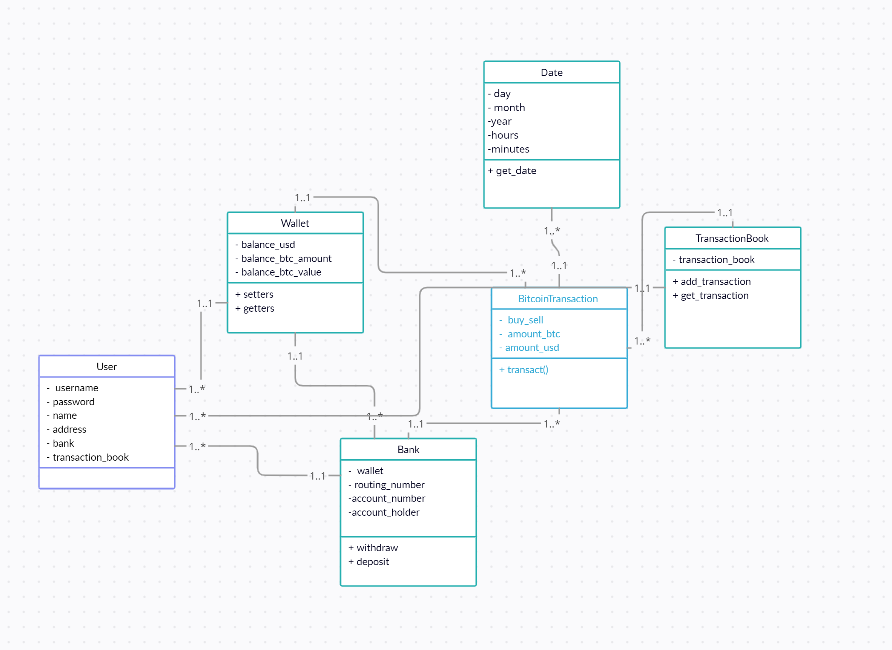 Date
- day
- month
-year
-hours
-minutes
+ get_date
1..1
Wallet
- balance_usd
- balance_btc_amount
- balance_btc_value
+ setters
+ getters
1..1
TransactionBook
- transaction_book
+ add_transaction
+ get_transaction
1..*
1..1
1..*
1..1
BitcoinTransaction
- buy_sell
- amount_btc
- amount_usd
+ transact()
1..1
1..*
1..1
1..*
User
- username
- password
- name
- address
- bank
- transaction_book
1..*
1..*
1..*
1..1
1..*
1..1
1..*
Bank
- wallet
- routing_number
-account_number
-account_holder
+ withdraw
+ deposit